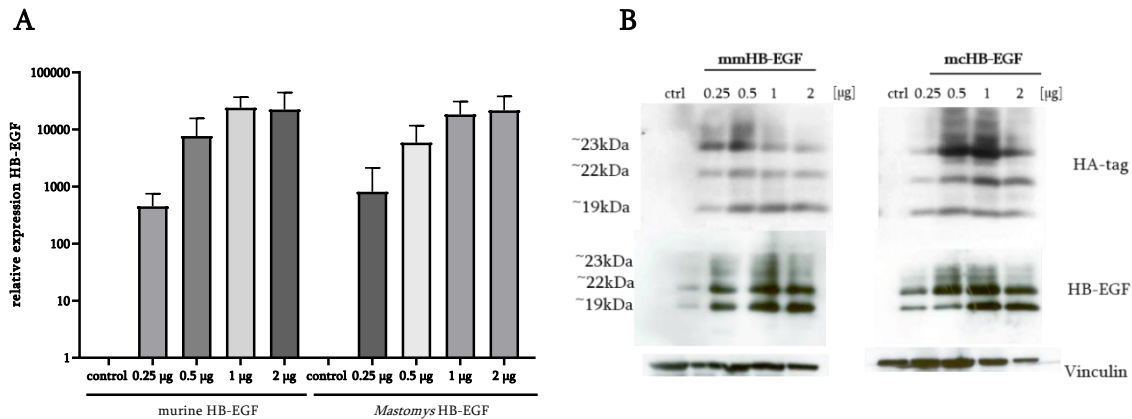 A
relative expression HB-EGF
100000
10000
1000
100
10
1
control 0.25 µg 0.5 µg 1 µg 2 µg control 0.25 µg 0.5 µg 1 µg 2 µg
murine HB-EGF Mastomys HB-EGF
B
mmHB-EGF mcHB-EGF
ctrl 0.25 0.5 1 2 [µg] ctrl 0.25 0.5 1 2 [µg]
~23kDa
~22kDa
~19kDa
HA-tag
~23kDa
~22kDa
~19kDa
HB-EGF
Vinculin